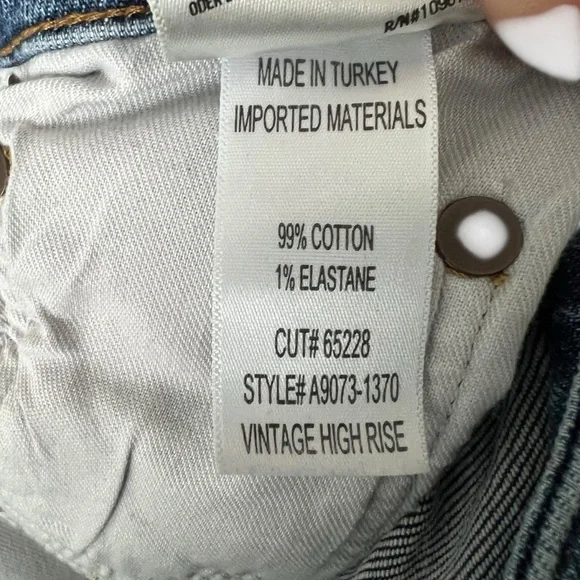 MADE IN TURKEY
IMPORTED MATERIALS
99% COTTON
1% ELASTANE
CUT# 65228
STYLE# A9073-1370
VINTAGE HIGH RISE